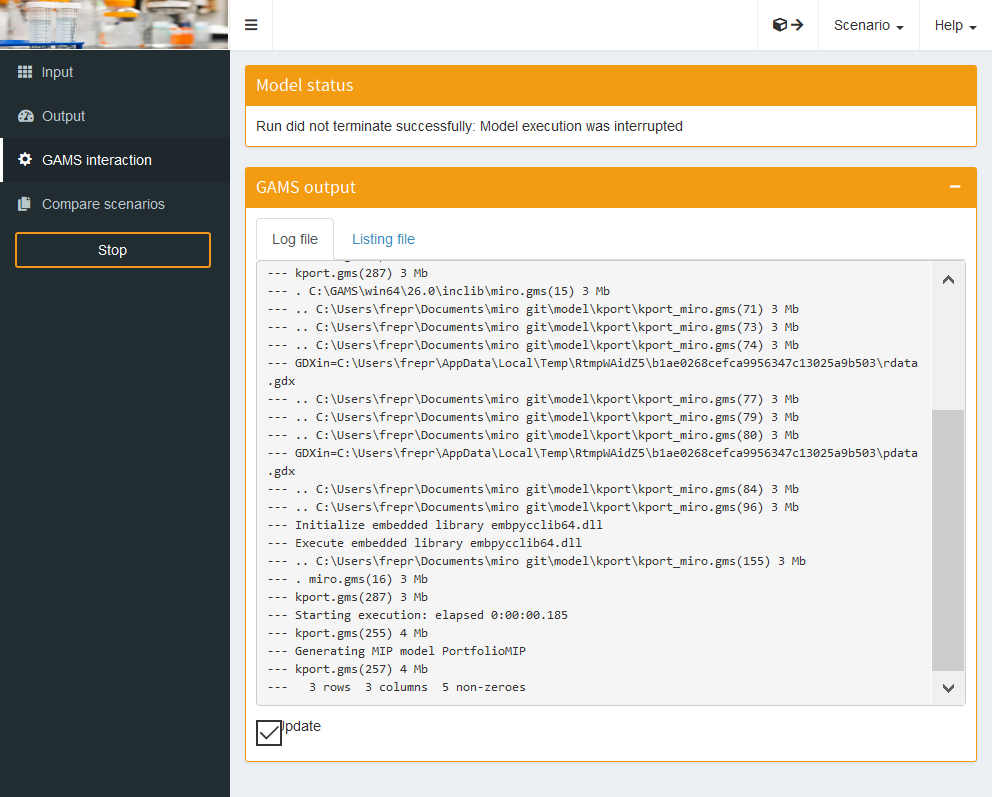 Scenario
Help
Input
Output
GAMS interaction
Compare scenarios
Stop
Model status
Run did not terminate successfully: Model execution was interrupted
GAMS output
Log file
Listing file
--- kport.gms(287) 3 Mb
--- . C:\GAMS\win64\26.0\inclib\miro.gms(15) 3 Mb
--- .. C:\Users\frepr\Documents\miro git\model\kport\kport_miro.gms(71) 3 Mb
--- .. C:\Users\frepr\Documents\miro git\model\kport\kport_miro.gms(73) 3 Mb
--- .. C:\Users\frepr\Documents\miro git\model\kport\kport_miro.gms(74) 3 Mb
--- GDXin=C:\Users\frepr\AppData\Local\Temp\RtmpWAidZ5\b1ae0268cefca9956347c13025a9b503\rdata
.gdx
--- .. C:\Users\frepr\Documents\miro git\model\kport\kport_miro.gms(77) 3 Mb
--- .. C:\Users\frepr\Documents\miro git\model\kport\kport_miro.gms(79) 3 Mb
--- .. C:\Users\frepr\Documents\miro git\model\kport\kport_miro.gms(80) 3 Mb
--- GDXin=C:\Users\frepr\AppData\Local\Temp\RtmpWAidZ5\b1ae0268cefca9956347c13025a9b503\pdata
.gdx
--- .. C:\Users\frepr\Documents\miro git\model\kport\kport_miro.gms(84) 3 Mb
--- .. C:\Users\frepr\Documents\miro git\model\kport\kport_miro.gms(96) 3 Mb
--- Initialize embedded library embpycclib64.dll
--- Execute embedded library embpycclib64.dll
--- .. C:\Users\frepr\Documents\miro git\model\kport\kport_miro.gms(155) 3 Mb
--- . miro.gms(16) 3 Mb
--- kport.gms(287) 3 Mb
--- Starting execution: elapsed 0:00:00.185
--- kport.gms(255) 4 Mb
--- Generating MIP model PortfolioMIP
--- kport.gms(257) 4 Mb
---   3 rows  3 columns  5 non-zeroes
Update